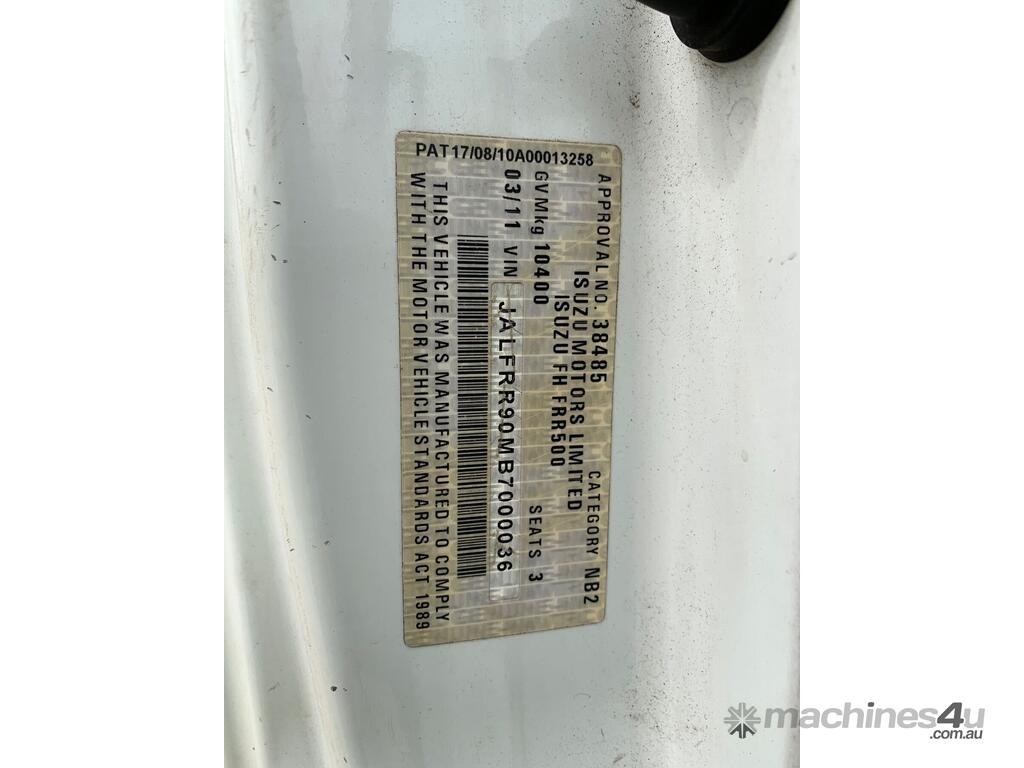 PAT17/08/10A00013258
APPROVAL NO. 38485 CATEGORY NB2
ISUZU MOTORS LIMITED
ISUZU FH FRR500
GVMkg 10400 SEATS 3
03/11 VIN JALFRR90MB7000036
THIS VEHICLE WAS MANUFACTURED TO COMPLY
WITH THE MOTOR VEHICLE STANDARDS ACT 1989
machines4u
.com.au